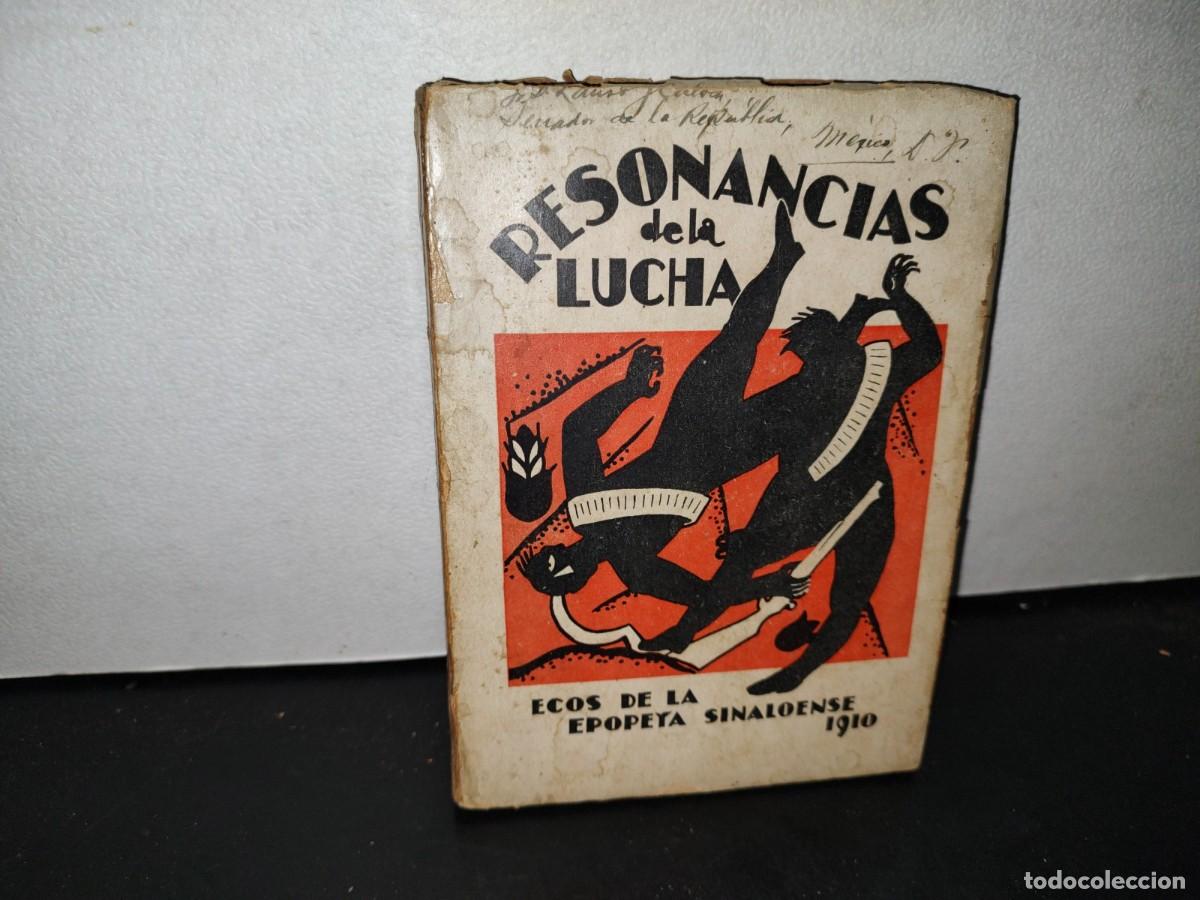 Senador de la República,
México, D. F.
RESONANCIAS
de la
LUCHA
ECOS DE LA
EPOPEYA SINALOENSE
1910
todocoleccion